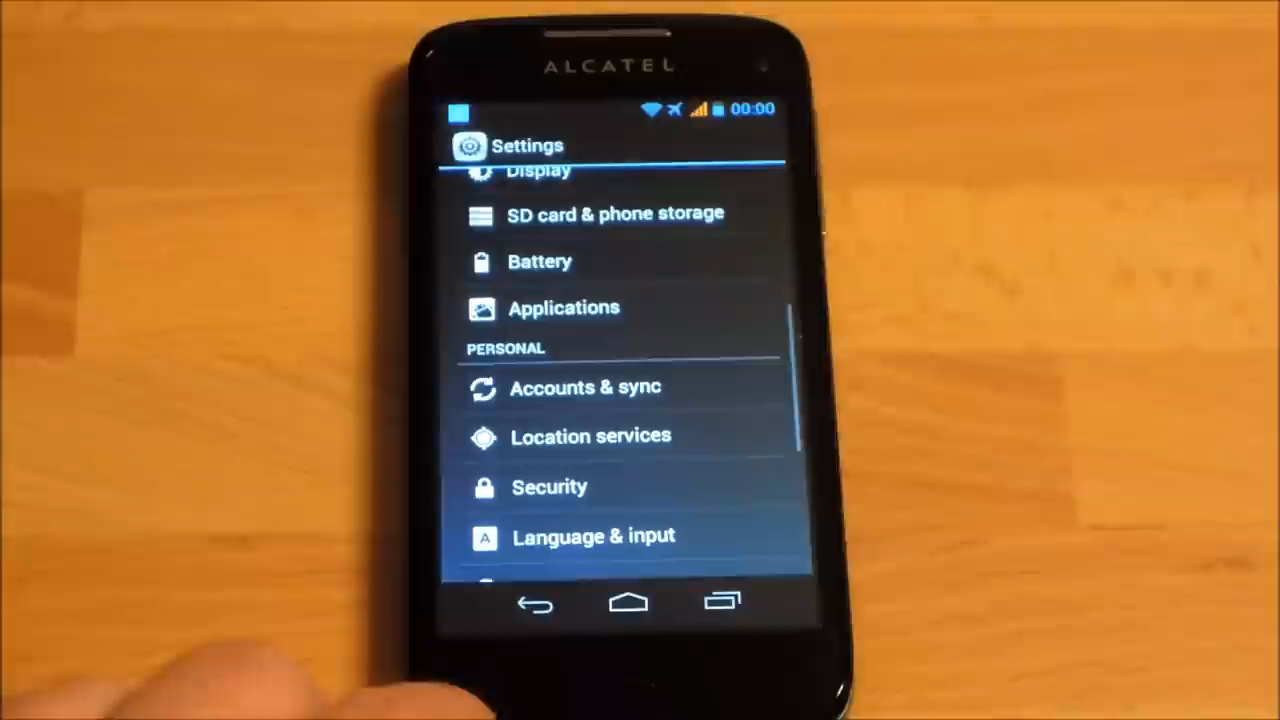 ALCATEL
00:00
Settings
Display
SD card & phone storage
Battery
Applications
PERSONAL
Accounts & sync
Location services
Security
A Language & input